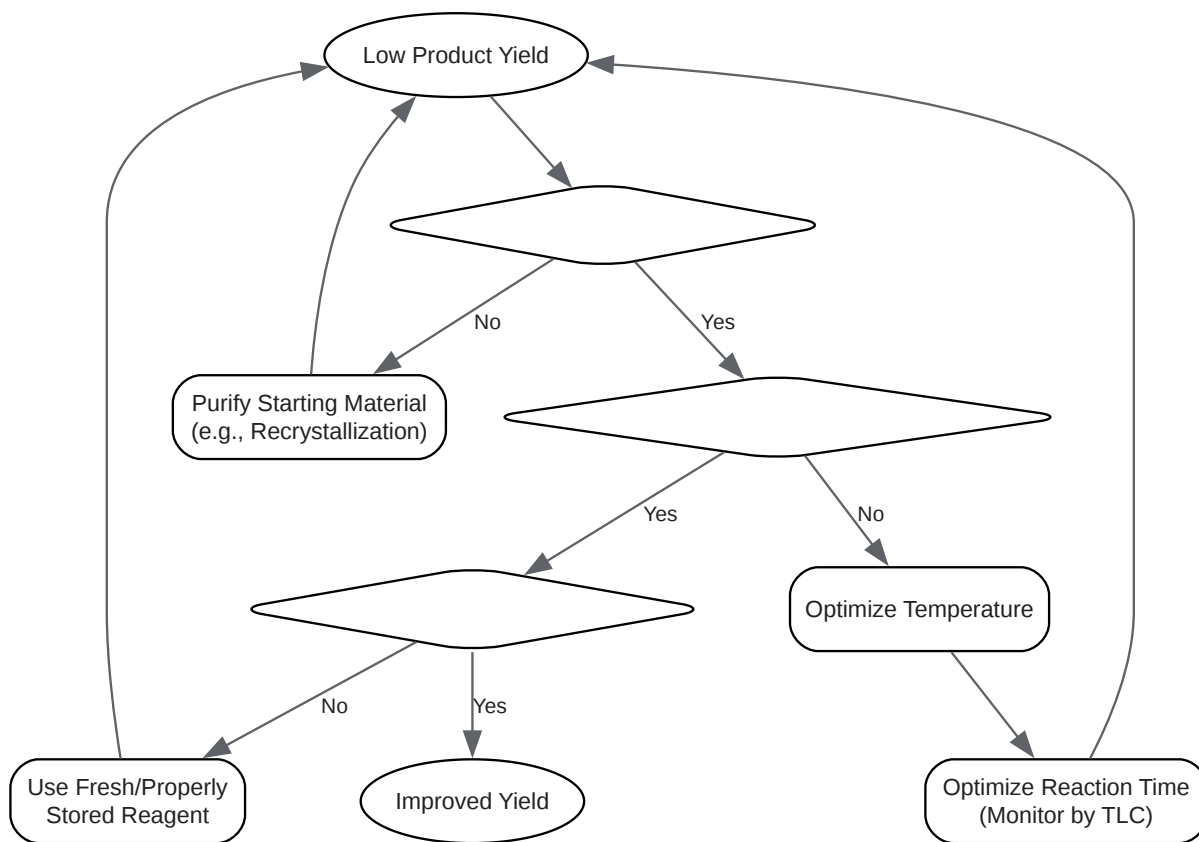 Low Product Yield
No
Yes
Purify Starting Material
(e.g., Recrystallization)
Yes
No
Optimize Temperature
No
Yes
Use Fresh/Properly
Stored Reagent
Improved Yield
Optimize Reaction Time
(Monitor by TLC)